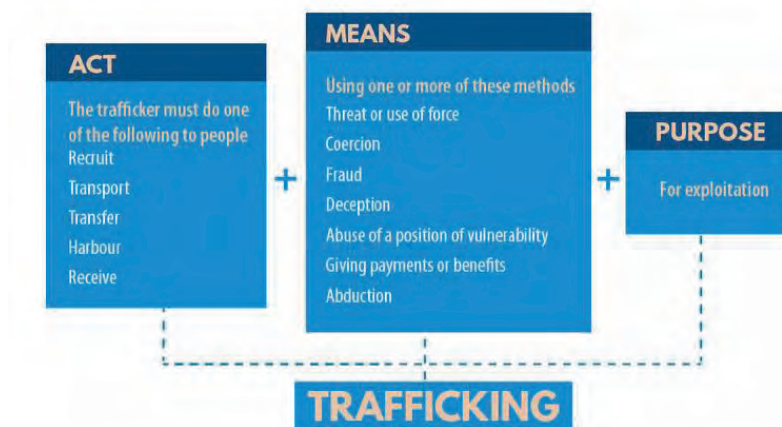 ACT
The trafficker must do one
of the following to people
Recruit
Transport
Transfer
Harbour
Receive
+
MEANS
Using one or more of these methods
Threat or use of force
Coercion
Fraud
Deception
Abuse of a position of vulnerability
Giving payments or benefits
Abduction
+
PURPOSE
For exploitation
TRAFFICKING